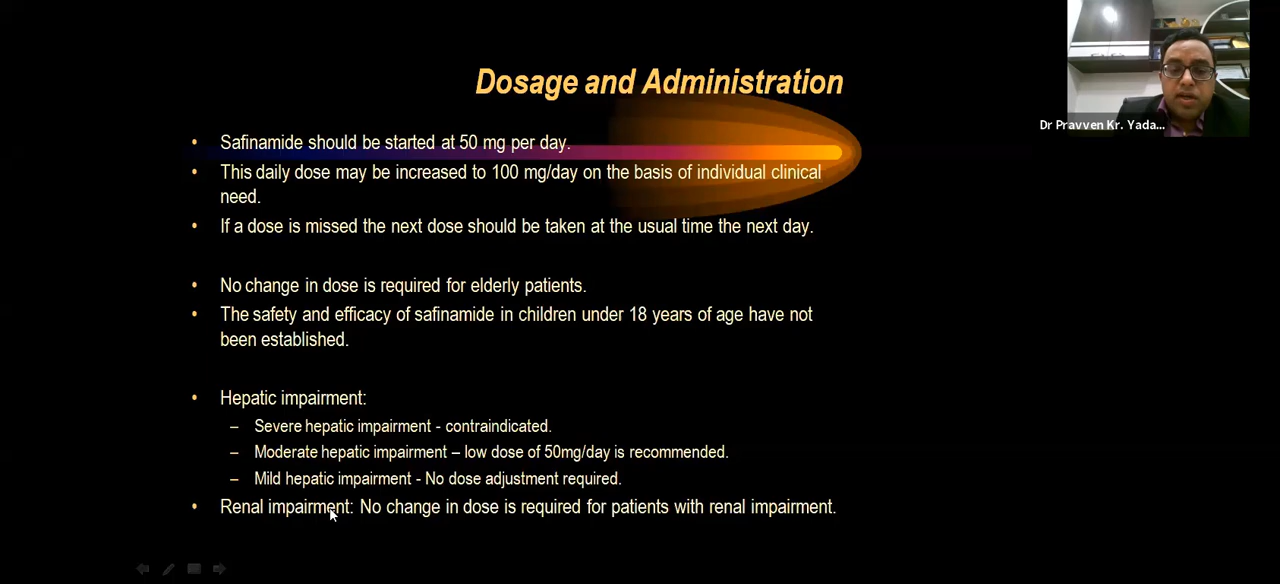 Dosage and Administration
Dr Pravven Kr. Yada...
• Safinamide should be started at 50 mg per day.
• This daily dose may be increased to 100 mg/day on the basis of individual clinical
need.
• If a dose is missed the next dose should be taken at the usual time the next day.
• No change in dose is required for elderly patients.
• The safety and efficacy of safinamide in children under 18 years of age have not
been established.
• Hepatic impairment:
– Severe hepatic impairment - contraindicated.
– Moderate hepatic impairment – low dose of 50mg/day is recommended.
– Mild hepatic impairment - No dose adjustment required.
• Renal impairment: No change in dose is required for patients with renal impairment.